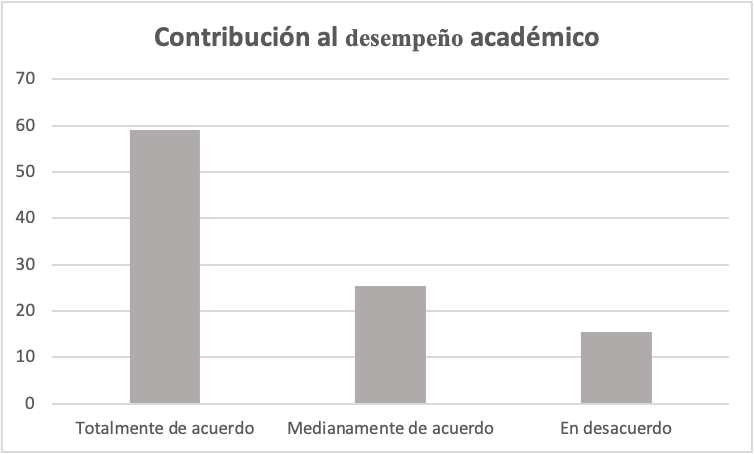 Contribución al desempeño académico
70
60
50
40
30
20
10
0
Totalmente de acuerdo
Medianamente de acuerdo
En desacuerdo